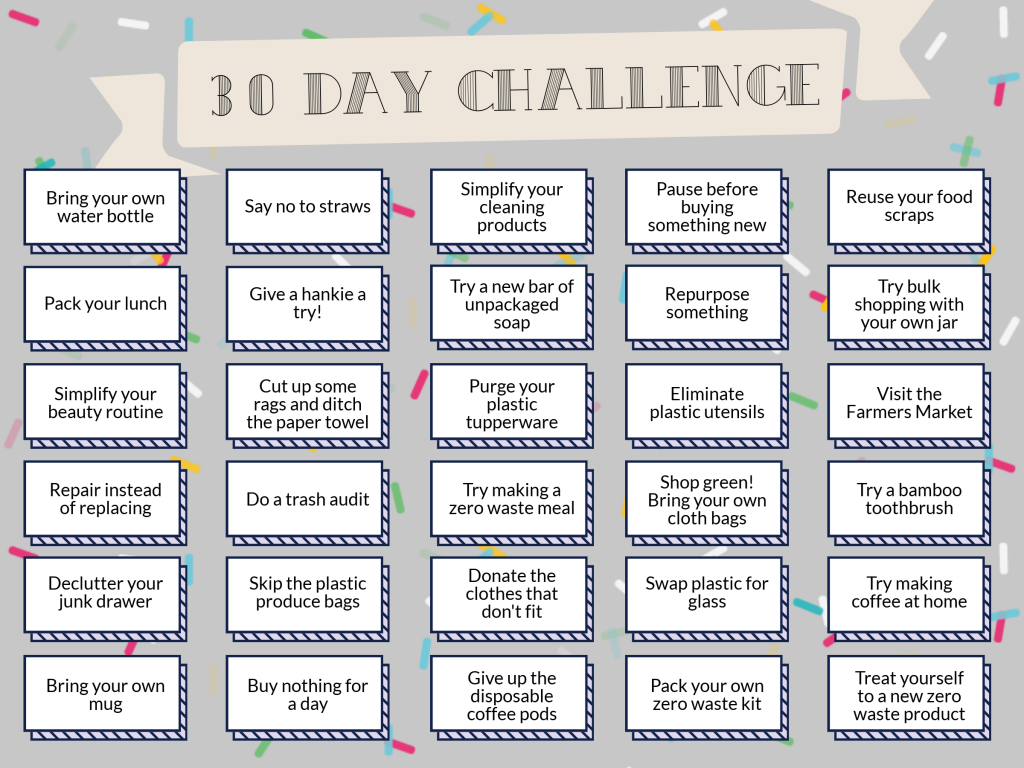 30 DAY CHALLENGE
Bring your own
water bottle
Say no to straws
Simplify your
cleaning
products
Pause before
buying
something new
Reuse your food
scraps
Pack your lunch
Give a hankie a
try!
Try a new bar of
unpackaged
soap
Repurpose
something
Try bulk
shopping with
your own jar
Simplify your
beauty routine
Cut up some
rags and ditch
the paper towel
Purge your
plastic
tupperware
Eliminate
plastic utensils
Visit the
Farmers Market
Repair instead
of replacing
Do a trash audit
Try making a
zero waste meal
Shop green!
Bring your own
cloth bags
Try a bamboo
toothbrush
Declutter your
junk drawer
Skip the plastic
produce bags
Donate the
clothes that
don't fit
Swap plastic for
glass
Try making
coffee at home
Bring your own
mug
Buy nothing for
a day
Give up the
disposable
coffee pods
Pack your own
zero waste kit
Treat yourself
to a new zero
waste product